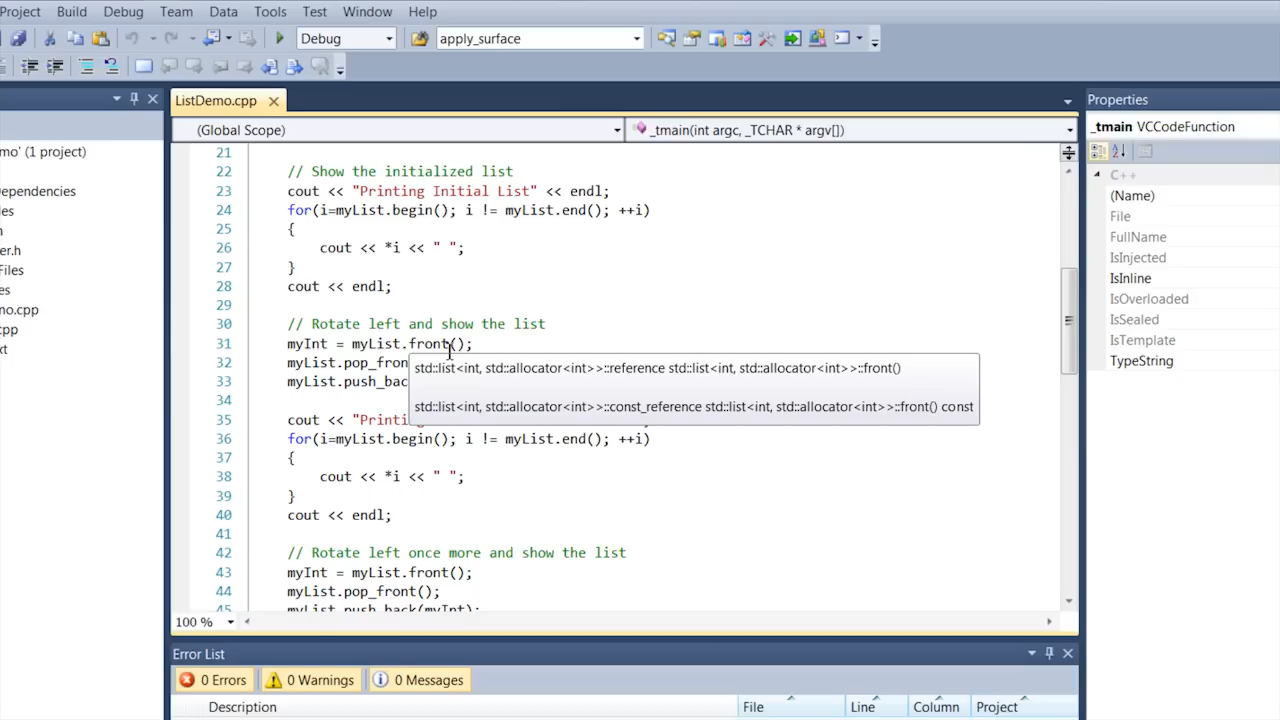 Project Build Debug Team Data Tools Test Window Help
Debug apply_surface
ListDemo.cpp
(Global Scope) _tmain(int argc, _TCHAR * argv[])
mo' (1 project)
ependencies
les
h
er.h
Files
es
mo.cpp
cpp
xt
21
22 // Show the initialized list
23 cout << "Printing Initial List" << endl;
24 for(i=myList.begin(); i != myList.end(); ++i)
25 {
26 cout << *i << " ";
27 }
28 cout << endl;
29
30 // Rotate left and show the list
31 myInt = myList.front();
32 myList.pop_fron
33 myList.push_bac
std::list<int, std::allocator<int>>::reference std::list<int, std::allocator<int>>::front()
std::list<int, std::allocator<int>>::const_reference std::list<int, std::allocator<int>>::front() const
34
35 cout << "Printi
36 for(i=myList.begin(); i != myList.end(); ++i)
37 {
38 cout << *i << " ";
39 }
40 cout << endl;
41
42 // Rotate left once more and show the list
43 myInt = myList.front();
44 myList.pop_front();
45 myList.push_back(myInt);
100 %
Properties
_tmain VCCodeFunction
C++
(Name)
File
FullName
IsInjected
IsInline
IsOverloaded
IsSealed
IsTemplate
TypeString
Error List
0 Errors 0 Warnings 0 Messages
Description File Line Column Project